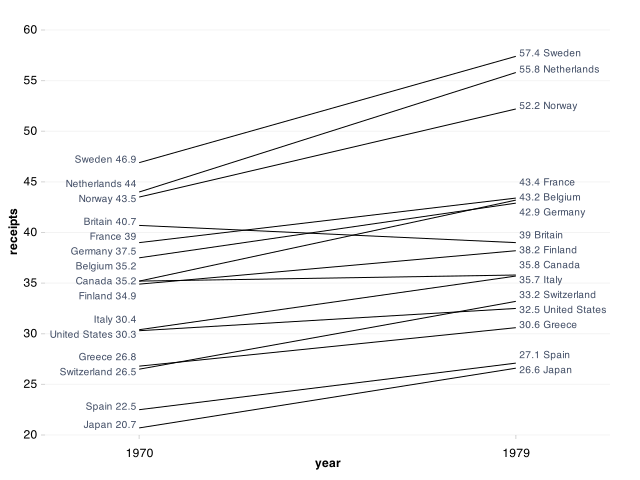 60
55
50
45
40
35
30
25
20
receipts
Sweden 46.9
Netherlands 44
Norway 43.5
Britain 40.7
France 39
Germany 37.5
Belgium 35.2
Canada 35.2
Finland 34.9
Italy 30.4
United States 30.3
Greece 26.8
Switzerland 26.5
Spain 22.5
Japan 20.7
57.4 Sweden
55.8 Netherlands
52.2 Norway
43.4 France
43.2 Belgium
42.9 Germany
39 Britain
38.2 Finland
35.8 Canada
35.7 Italy
33.2 Switzerland
32.5 United States
30.6 Greece
27.1 Spain
26.6 Japan
1970
1979
year